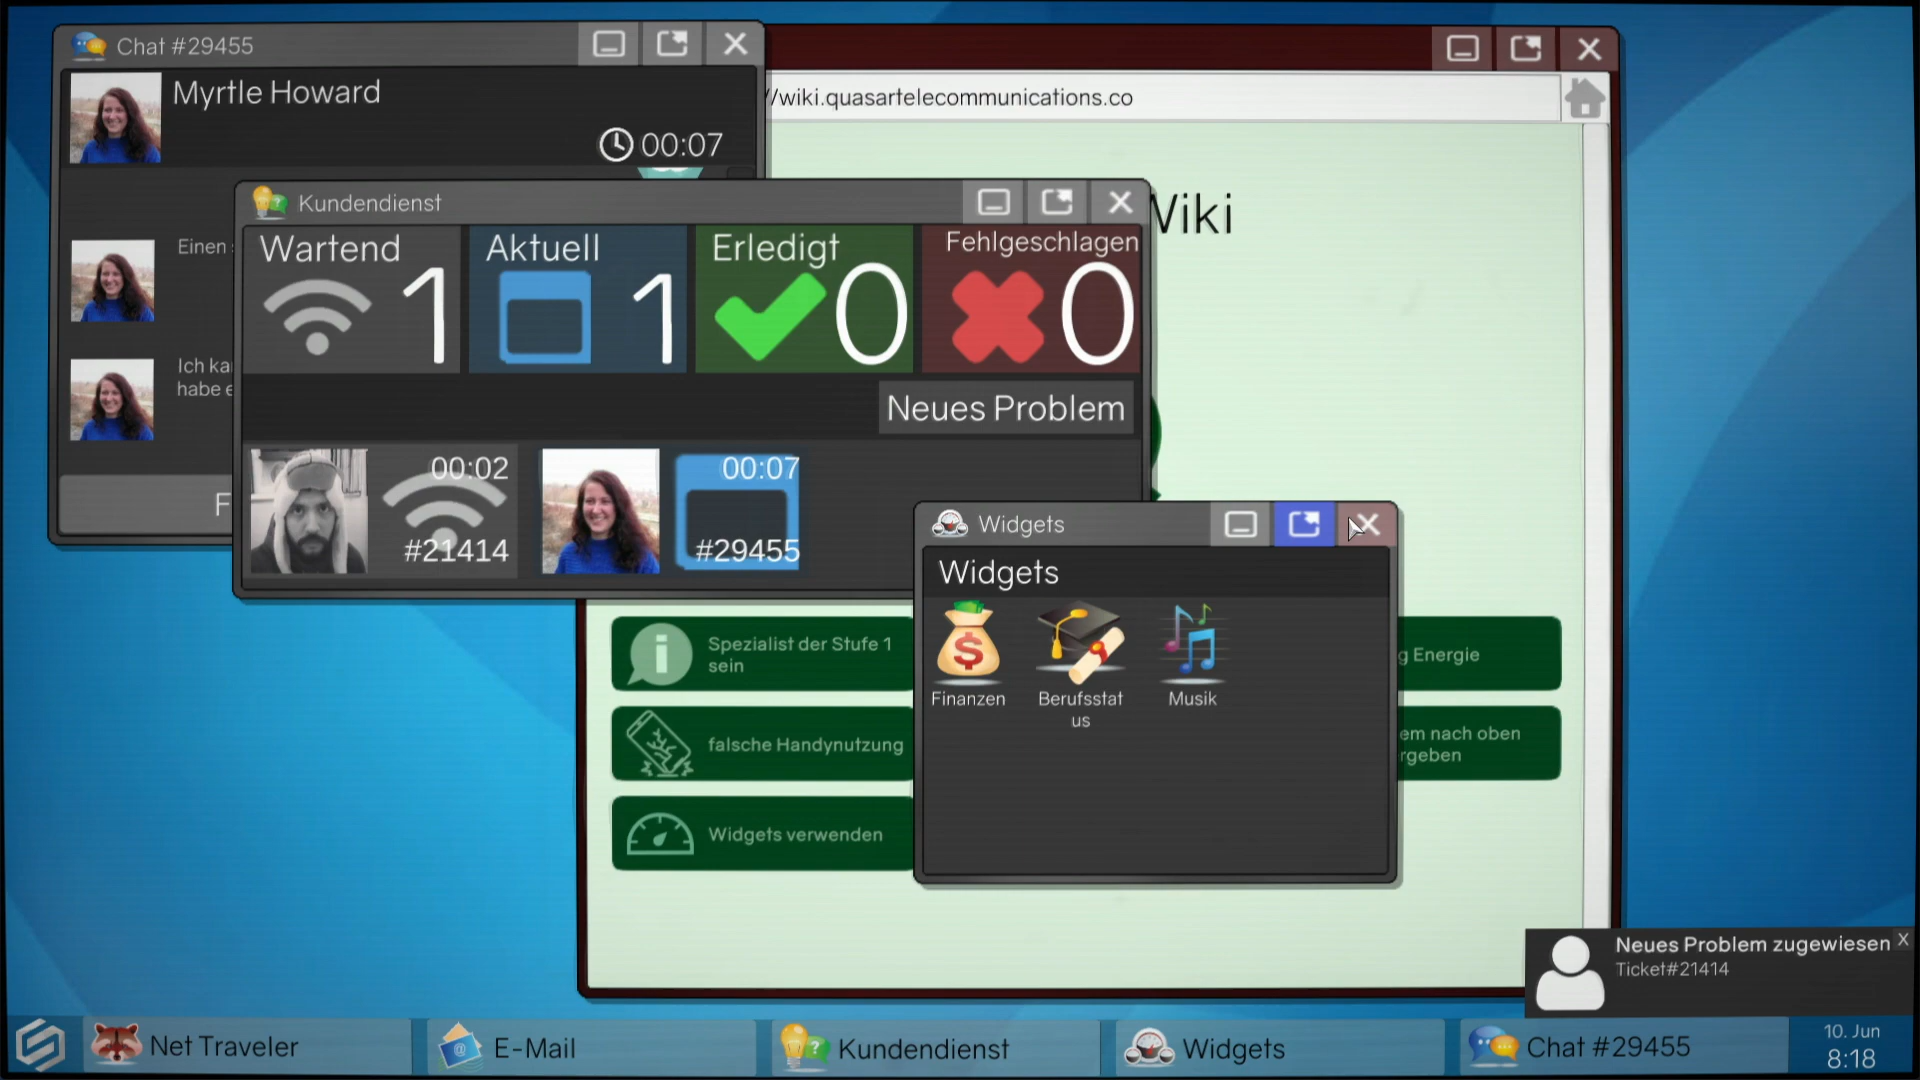 Chat #29455
Myrtle Howard
00:07
//wiki.quasartelecommunications.co
Wiki
Einen
Ich
habe
Kundendienst
Wartend
1
Aktuell
1
Erledigt
0
Fehlgeschlagen
0
Neues Problem
00:02
#21414
00:07
#29455
Widgets
Widgets
Finanzen
Berufsstat
us
Musik
Spezialist der Stufe 1
sein
falsche Handynutzung
Widgets verwenden
Energie
nach oben
Neues Problem zugewiesen
X
Ticket#21414
Net Traveler
E-Mail
Kundendienst
Widgets
Chat #29455
10. Jun
8:18